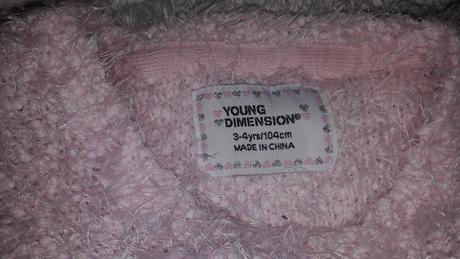 YOUNG
DIMENSION®
3-4yrs/104cm
MADE IN CHINA